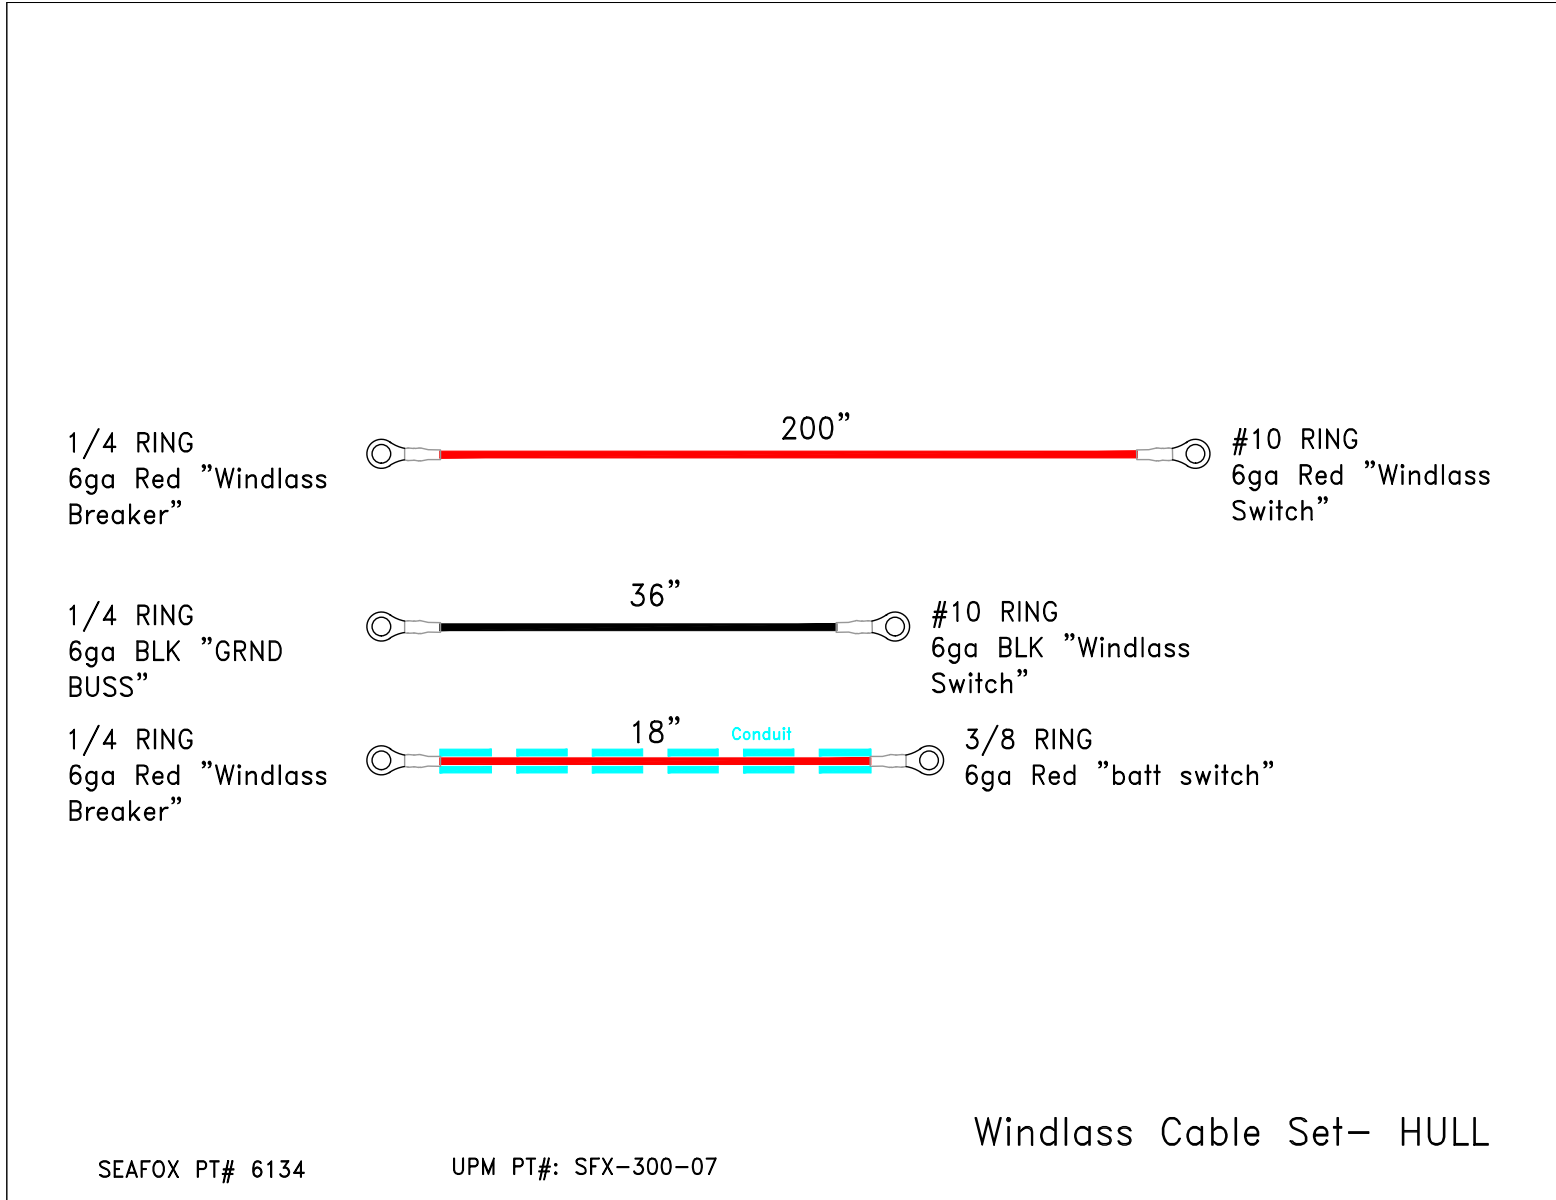 200”
1/4 RING
6ga Red ”Windlass
Breaker”
#10 RING
6ga Red ”Windlass
Switch”
36”
1/4 RING
6ga BLK ”GRND
BUSS”
#10 RING
6ga BLK ”Windlass
Switch”
18”
Conduit
1/4 RING
6ga Red ”Windlass
Breaker”
3/8 RING
6ga Red ”batt switch”
Windlass Cable Set- HULL
SEAFOX PT# 6134
UPM PT#: SFX-300-07